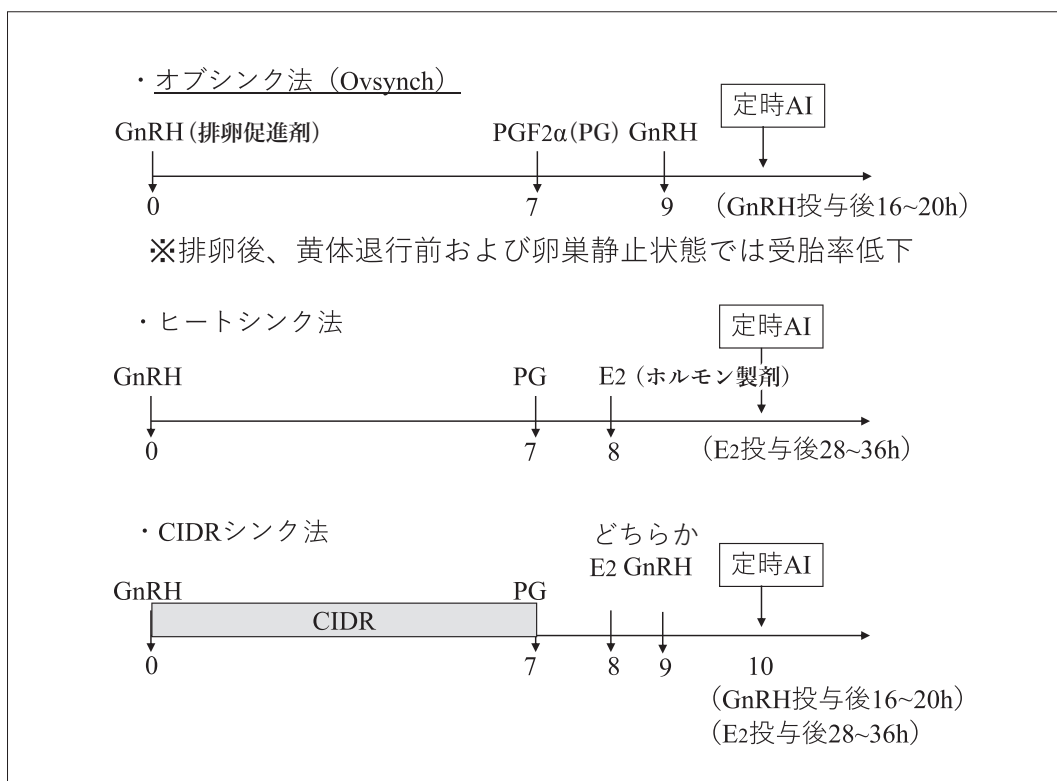 ・オブシンク法（Ovsynch）
定時AI
GnRH（排卵促進剤） PGF2α(PG) GnRH
0 7 9 （GnRH投与後16~20h）
※排卵後、黄体退行前および卵巣静止状態では受胎率低下
・ヒートシンク法
定時AI
GnRH PG E2（ホルモン製剤）
0 7 8 （E2投与後28~36h）
・CIDRシンク法
どちらか
定時AI
E2 GnRH
GnRH PG
CIDR
0 7 8 9 10
（GnRH投与後16~20h）
（E2投与後28~36h）